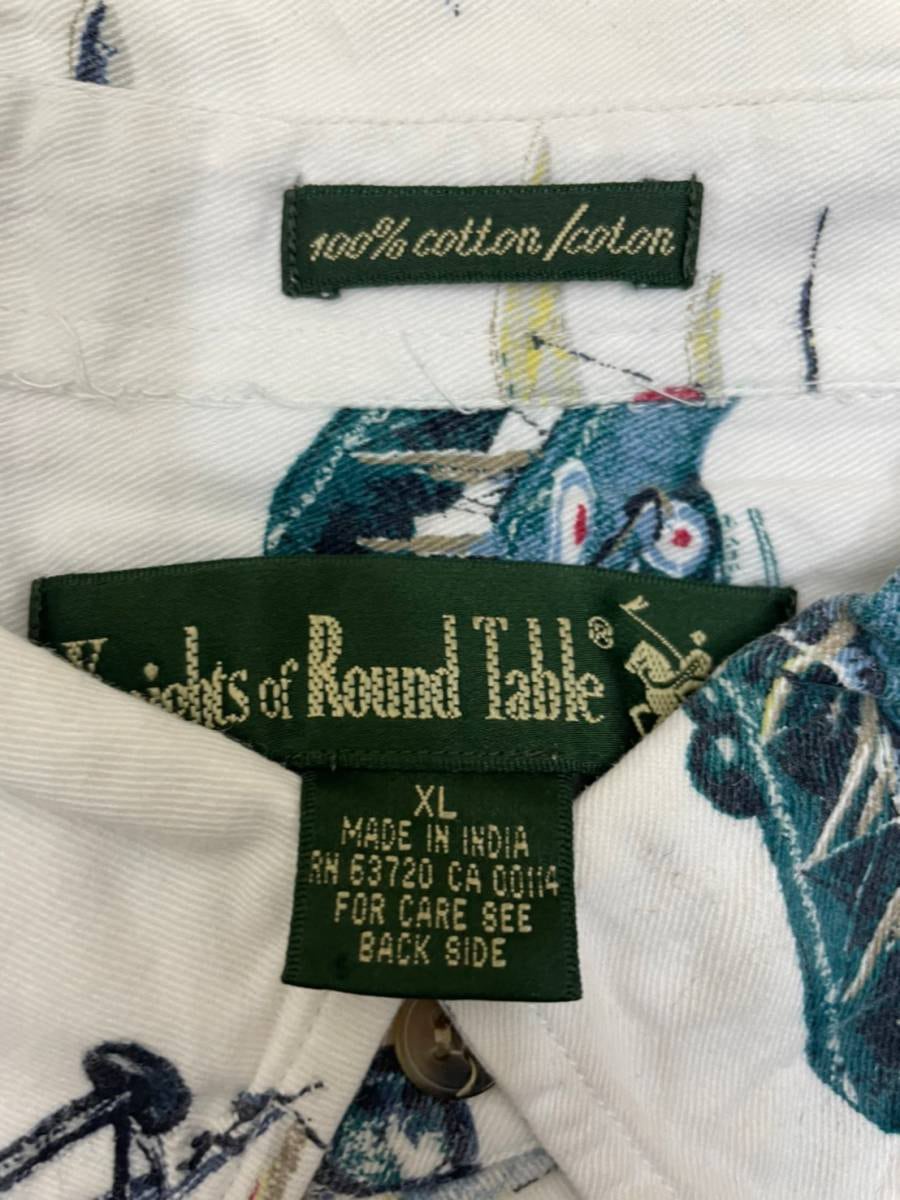 100% cotton/coton
Knights of Round Table®
XL
MADE IN INDIA
RN 63720 CA 00114
FOR CARE SEE
BACK SIDE